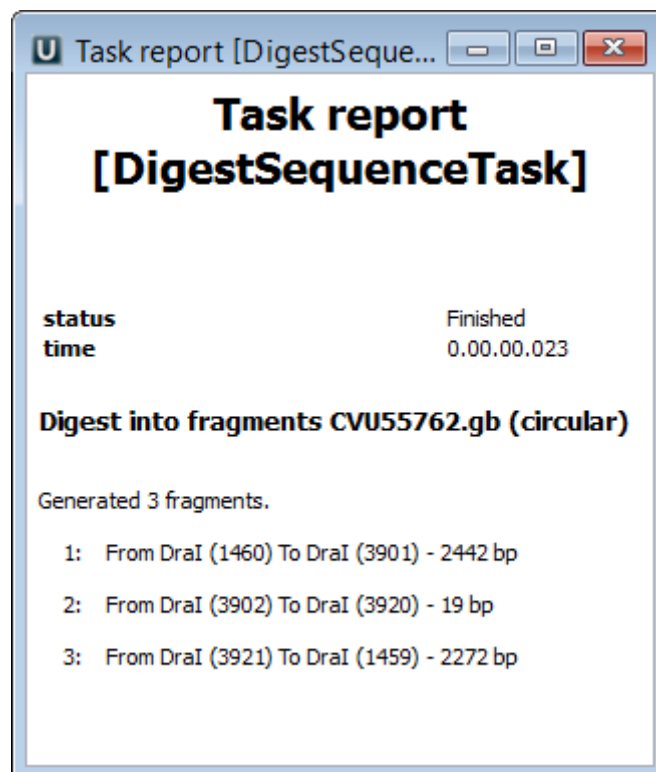 U Task report [DigestSeque...
Task report
[DigestSequenceTask]
status Finished
time 0.00.00.023
Digest into fragments CVU55762.gb (circular)
Generated 3 fragments.
1: From DraI (1460) To DraI (3901) - 2442 bp
2: From DraI (3902) To DraI (3920) - 19 bp
3: From DraI (3921) To DraI (1459) - 2272 bp